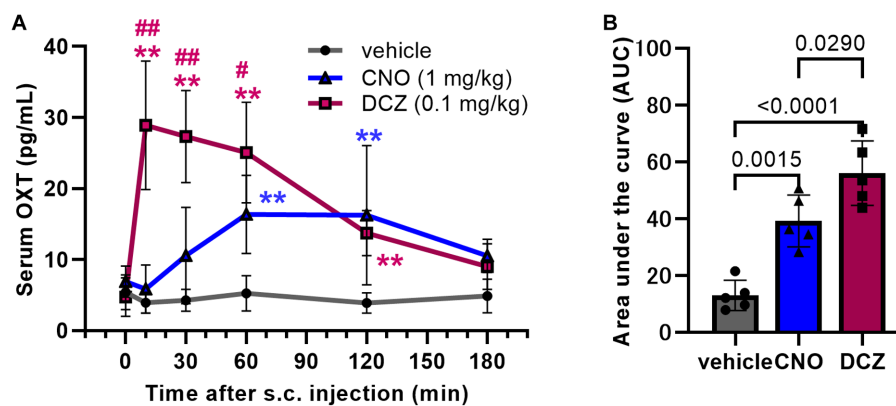 A
Serum OXT (pg/mL)
40
30
20
10
0
##
**
##
**
#
**
**
**
**
vehicle
CNO (1 mg/kg)
DCZ (0.1 mg/kg)
0 30 60 90 120 150 180
Time after s.c. injection (min)
B
Area under the curve (AUC)
100
80
60
40
20
0
0.0290
<0.0001
0.0015
vehicle CNO DCZ